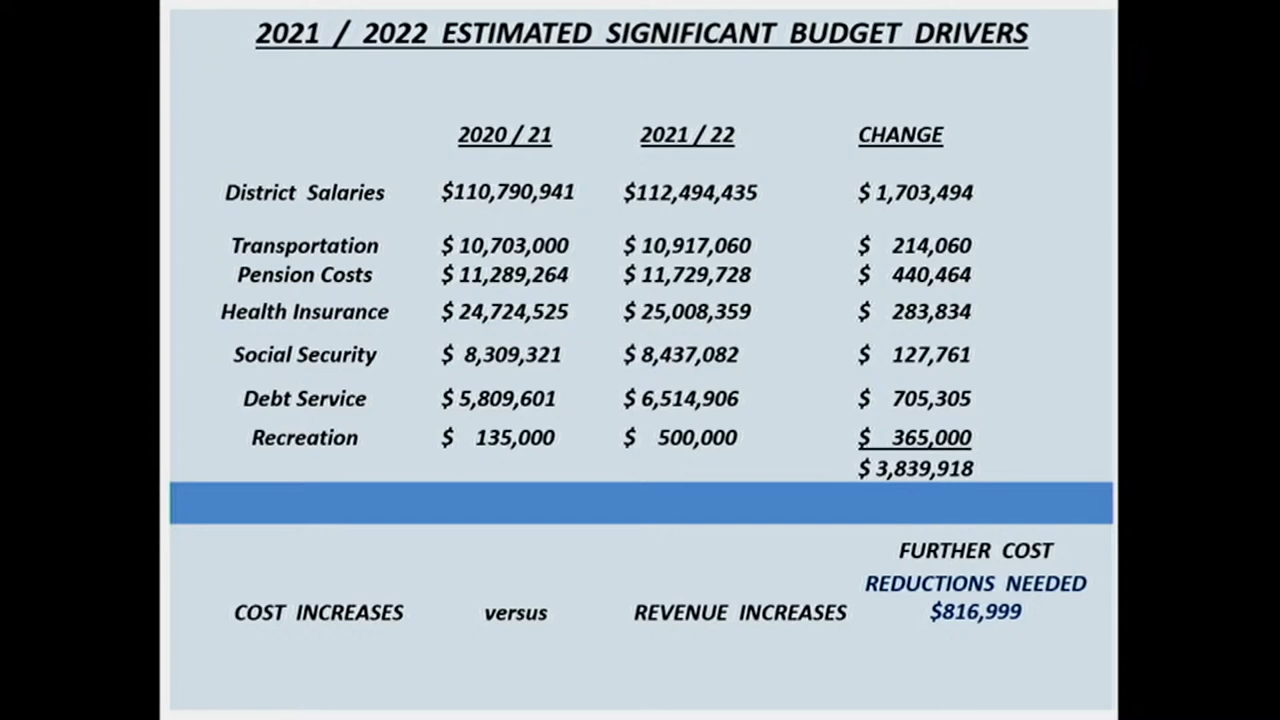 2021 / 2022 ESTIMATED SIGNIFICANT BUDGET DRIVERS
2020 / 21 2021 / 22 CHANGE
District Salaries $110,790,941 $112,494,435 $ 1,703,494
Transportation $ 10,703,000 $ 10,917,060 $ 214,060
Pension Costs $ 11,289,264 $ 11,729,728 $ 440,464
Health Insurance $ 24,724,525 $ 25,008,359 $ 283,834
Social Security $ 8,309,321 $ 8,437,082 $ 127,761
Debt Service $ 5,809,601 $ 6,514,906 $ 705,305
Recreation $ 135,000 $ 500,000 $ 365,000
$ 3,839,918
FURTHER COST
REDUCTIONS NEEDED
COST INCREASES versus REVENUE INCREASES $816,999